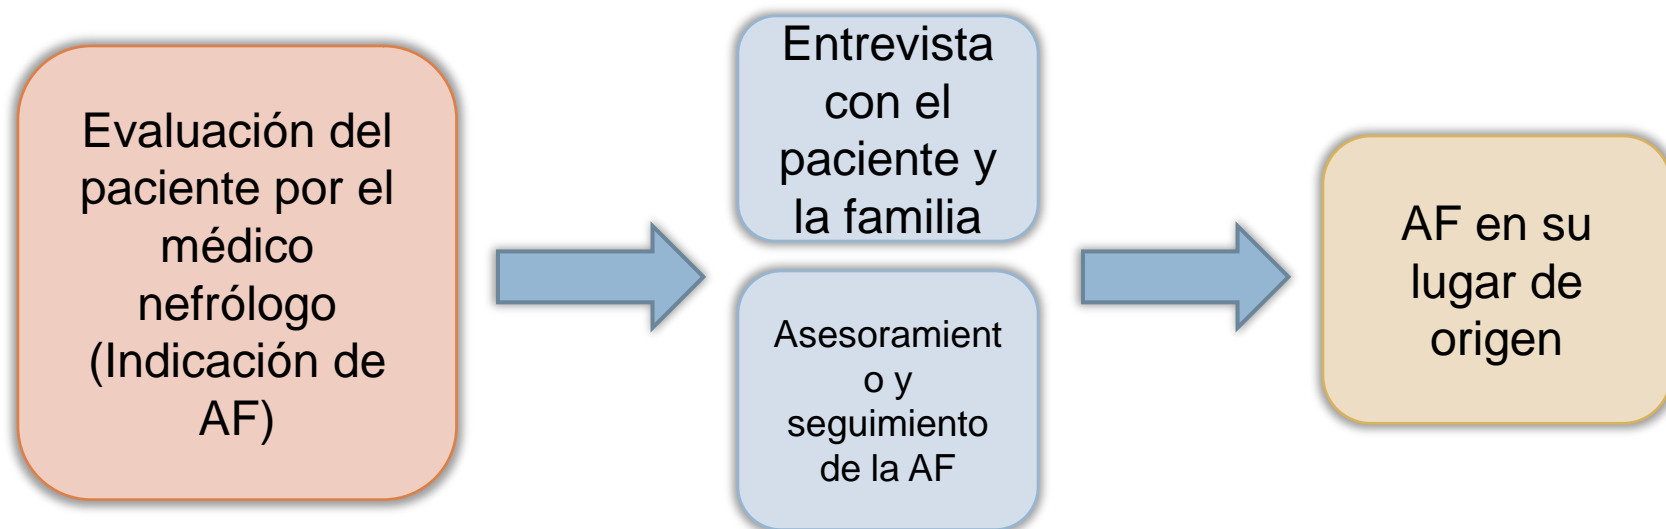 Evaluación del
paciente por el
médico
nefrólogo
(Indicación de
AF)
Entrevista
con el
paciente y
la familia
Asesoramient
o y
seguimiento
de la AF
AF en su
lugar de
origen